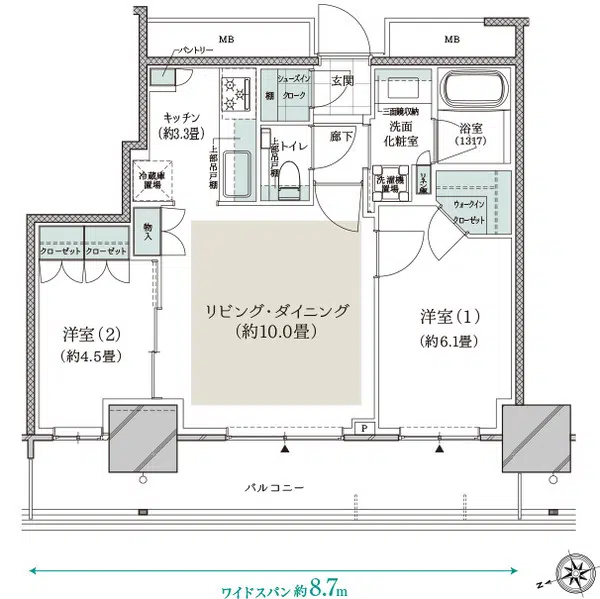 MB
MB
パントリー
シューズイン
クローク
棚
玄関
三面鏡収納
洗面
化粧室
浴室
(1317)
キッチン
(約3.3畳)
上部吊戸棚
上部吊戸棚
トイレ
廊下
冷蔵庫
置場
洗濯機
置場
リネン庫
ウォークイン
クローゼット
物入
クローゼット
クローゼット
リビング・ダイニング
(約10.0畳)
洋室(1)
(約6.1畳)
洋室(2)
(約4.5畳)
P
バルコニー
ワイドスパン 約8.7m
N